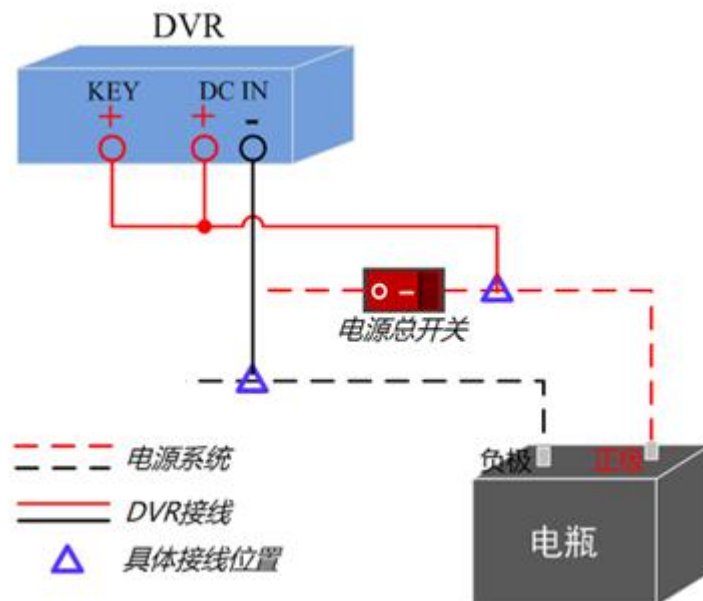 DVR
KEY DC IN
+ + -
电源总开关
负极 正极
电源系统
DVR接线
电瓶
具体接线位置